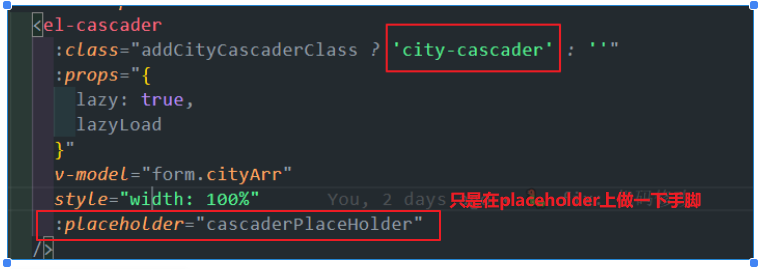 <el-cascader
:class="addCityCascaderClass ? 'city-cascader' : ''"
:props="{
lazy: true,
lazyLoad
}"
v-model="form.cityArr"
style="width: 100%" You, 2 days 只是在placeholder上做一下手脚
:placeholder="cascaderPlaceHolder"
/>